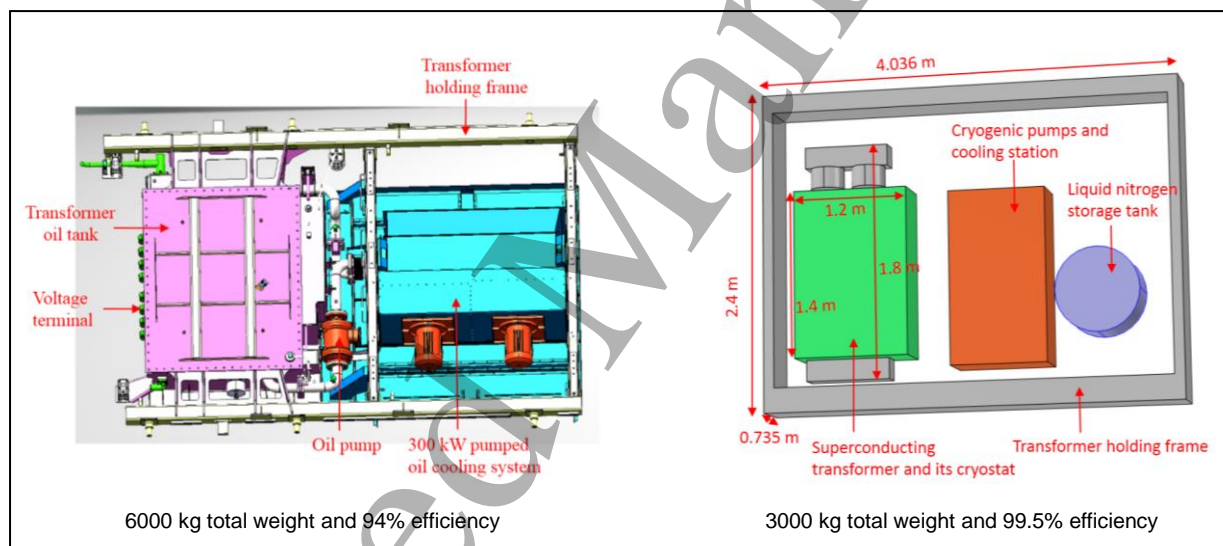 Transformer
holding frame
Transformer
oil tank
Voltage
terminal
Oil pump
300 kW pumped
oil cooling system
6000 kg total weight and 94% efficiency
4.036 m
Cryogenic pumps and
cooling station
Liquid nitrogen
storage tank
1.2 m
1.8 m
2.4 m
1.4 m
0.735 m
Superconducting
transformer and its cryostat
Transformer holding frame
3000 kg total weight and 99.5% efficiency
ed Man